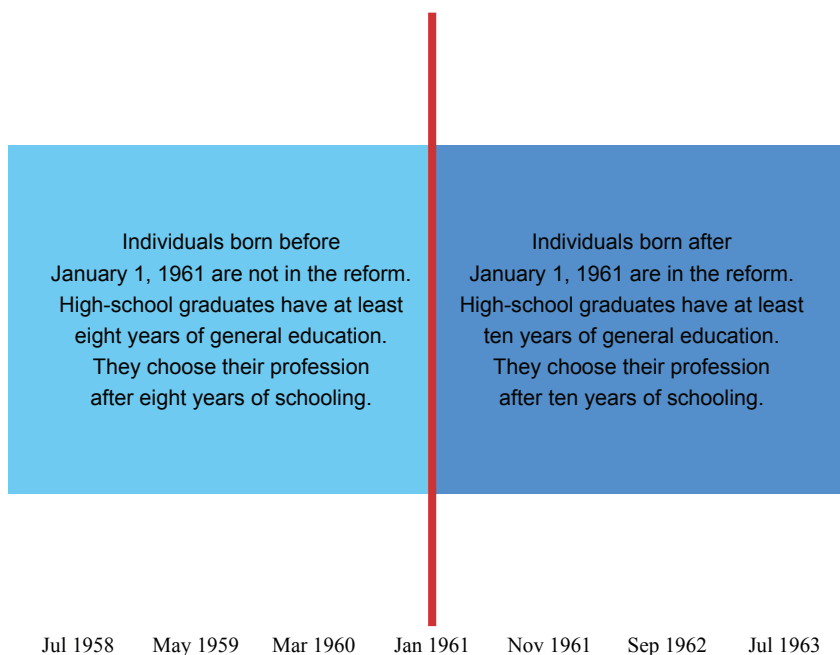 Individuals born before
January 1, 1961 are not in the reform.
High-school graduates have at least
eight years of general education.
They choose their profession
after eight years of schooling.
Individuals born after
January 1, 1961 are in the reform.
High-school graduates have at least
ten years of general education.
They choose their profession
after ten years of schooling.
Jul 1958 May 1959 Mar 1960 Jan 1961 Nov 1961 Sep 1962 Jul 1963